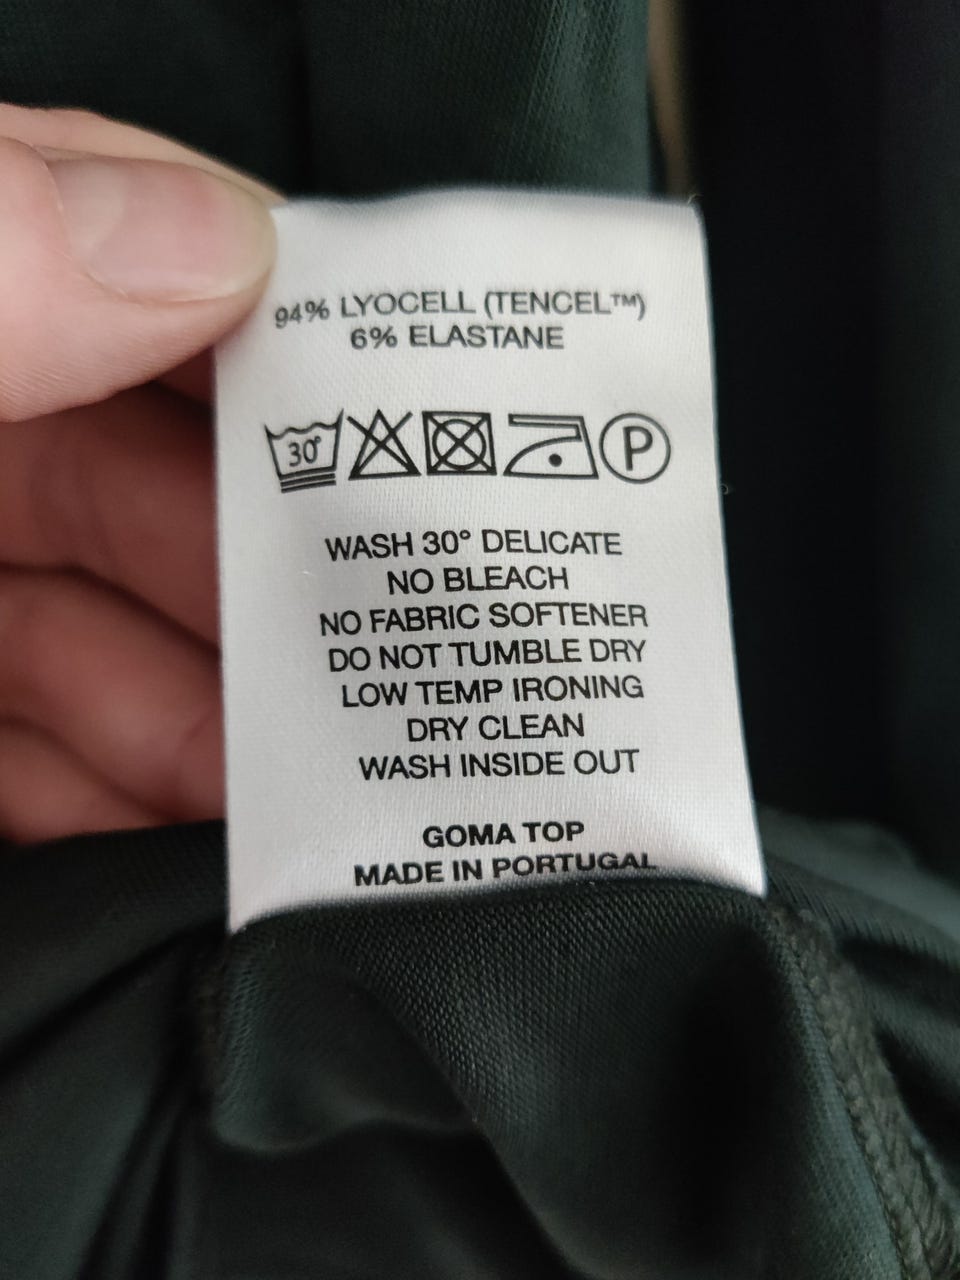 94% LYOCELL (TENCEL™)
6% ELASTANE
30° P
WASH 30° DELICATE
NO BLEACH
NO FABRIC SOFTENER
DO NOT TUMBLE DRY
LOW TEMP IRONING
DRY CLEAN
WASH INSIDE OUT
GOMA TOP
MADE IN PORTUGAL